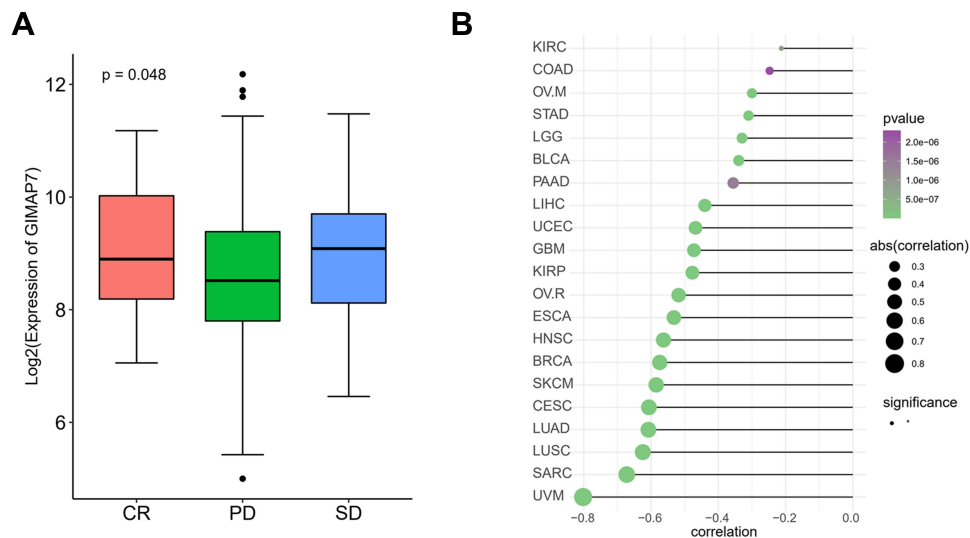 A
p = 0.048
Log2(Expression of GIMAP7)
12
10
8
6
CR PD SD
B
KIRC
COAD
OV.M
STAD
LGG
BLCA
PAAD
LIHC
UCEC
GBM
KIRP
OV.R
ESCA
HNSC
BRCA
SKCM
CESC
LUAD
LUSC
SARC
UVM
−0.8 −0.6 −0.4 −0.2 0.0
correlation
pvalue
2.0e−06
1.5e−06
1.0e−06
5.0e−07
abs(correlation)
0.3
0.4
0.5
0.6
0.7
0.8
significance